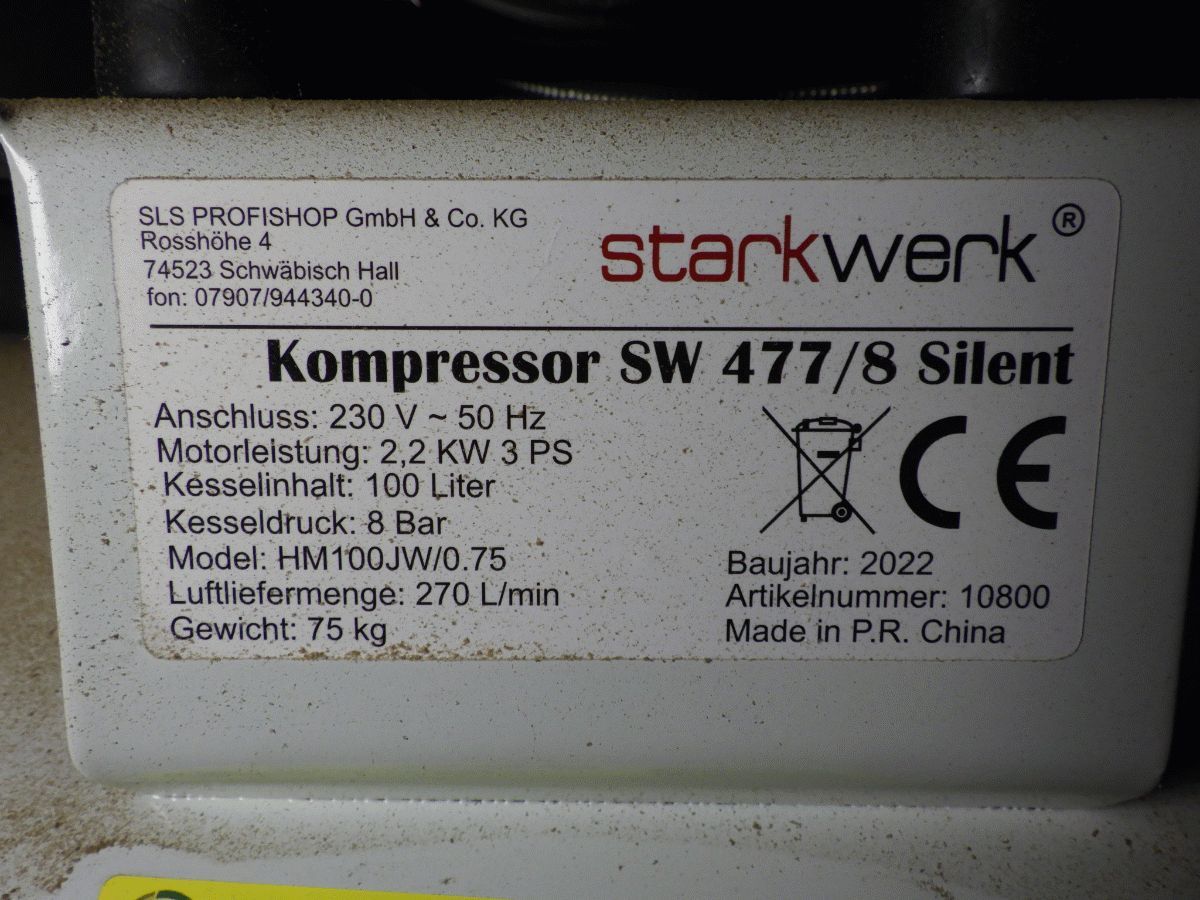 SLS PROFISHOP GmbH & Co. KG
Rosshöhe 4
74523 Schwäbisch Hall
fon: 07907/944340-0
starkwerk®
Kompressor SW 477/8 Silent
Anschluss: 230 V ~ 50 Hz
Motorleistung: 2,2 KW 3 PS
Kesselinhalt: 100 Liter
Kesseldruck: 8 Bar
Model: HM100JW/0.75
Luftliefermenge: 270 L/min
Gewicht: 75 kg
CE
Baujahr: 2022
Artikelnummer: 10800
Made in P.R. China